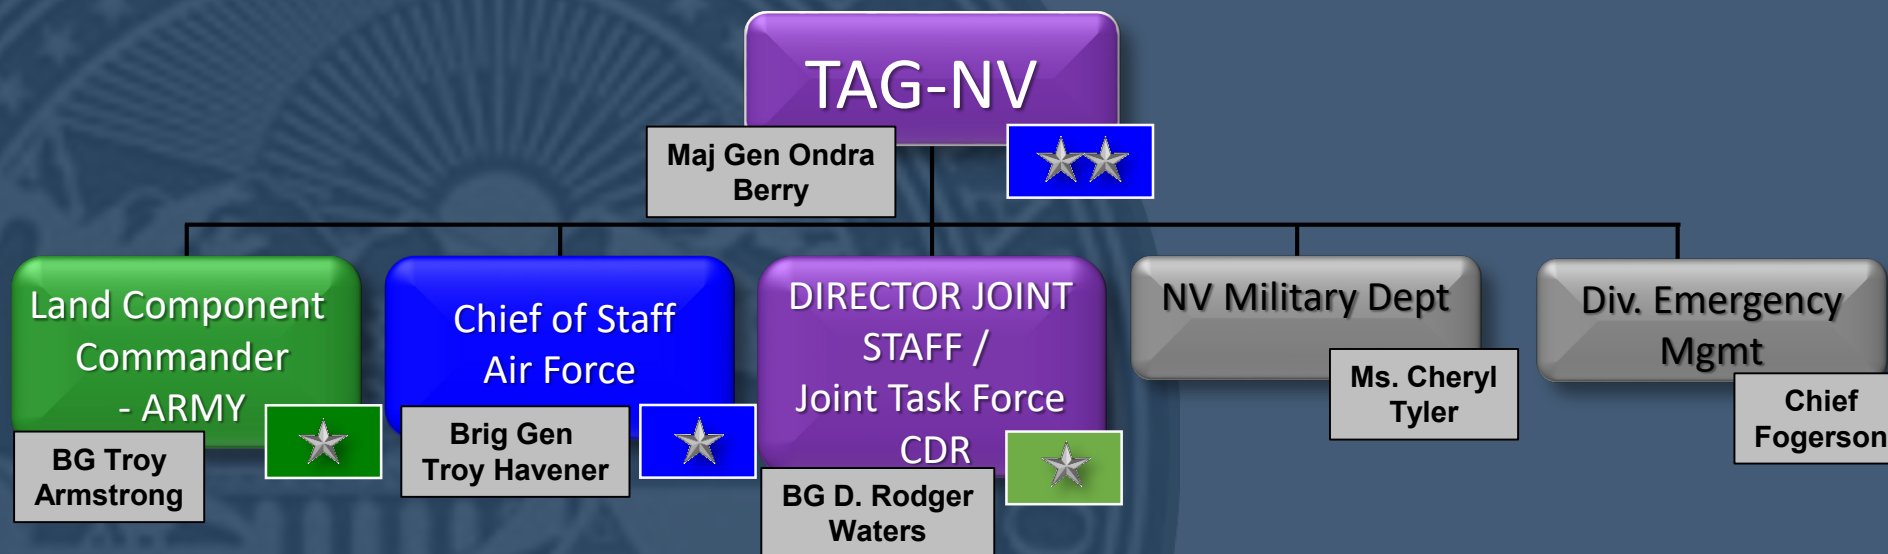 TAG-NV
Maj Gen Ondra
Berry
Land Component
Commander
- ARMY
BG Troy
Armstrong
Chief of Staff
Air Force
Brig Gen
Troy Havener
DIRECTOR JOINT
STAFF /
Joint Task Force
CDR
BG D. Rodger
Waters
NV Military Dept
Ms. Cheryl
Tyler
Div. Emergency
Mgmt
Chief
Fogerson